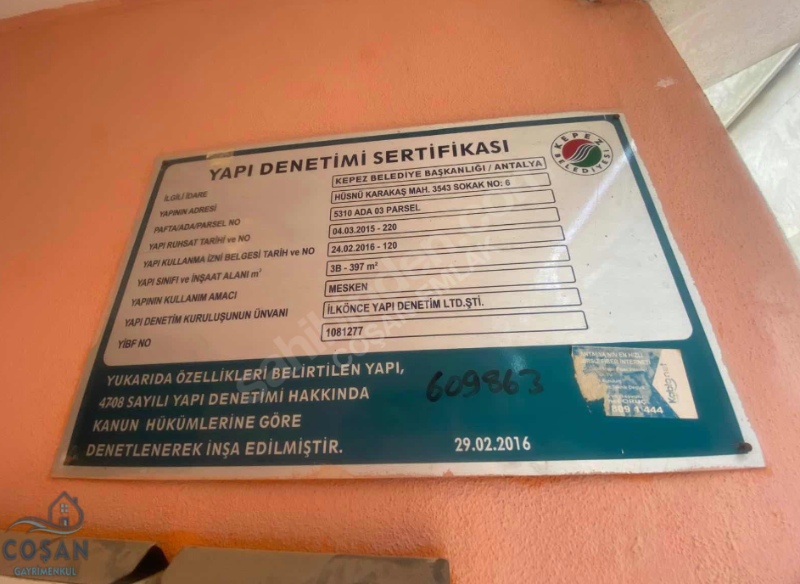 YAPI DENETİMİ SERTİFİKASI
KEPEZ
BELEDİYESİ
İLGİLİ İDARE KEPEZ BELEDİYE BAŞKANLIĞI / ANTALYA
YAPININ ADRESİ HÜSNÜ KARAKAŞ MAH. 3543 SOKAK NO: 6
PAFTA/ADA/PARSEL NO 5310 ADA 03 PARSEL
YAPI RUHSAT TARİHİ ve NO 04.03.2015 - 220
YAPI KULLANMA İZNİ BELGESİ TARİH ve NO 24.02.2016 - 120
YAPI SINIFI ve İNŞAAT ALANI m² 3B - 397 m²
YAPININ KULLANIM AMACI MESKEN
YAPI DENETİM KURULUŞUNUN ÜNVANI İLKÖNCE YAPI DENETİM LTD.ŞTİ.
YİBF NO 1081277
YUKARIDA ÖZELLİKLERİ BELİRTİLEN YAPI,
4708 SAYILI YAPI DENETİMİ HAKKINDA
KANUN HÜKÜMLERİNE GÖRE
DENETLENEREK İNŞA EDİLMİŞTİR.
29.02.2016
609863
444
COŞAN
GAYRİMENKUL